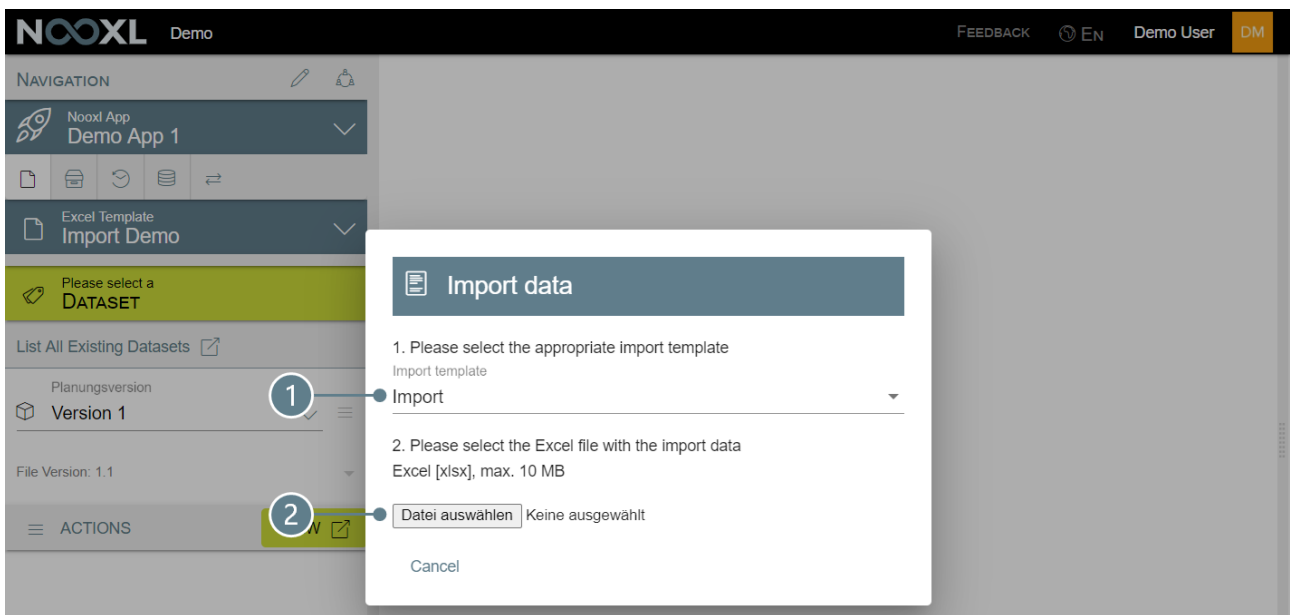 NOOXL Demo FEEDBACK EN Demo User DM
NAVIGATION
Nooxl App
Demo App 1
Excel Template
Import Demo
Please select a
DATASET
List All Existing Datasets
Planungsversion
Version 1
File Version: 1.1
ACTIONS
Import data
1. Please select the appropriate import template
Import template
1
Import
2. Please select the Excel file with the import data
Excel [xlsx], max. 10 MB
2
Datei auswählen Keine ausgewählt
Cancel